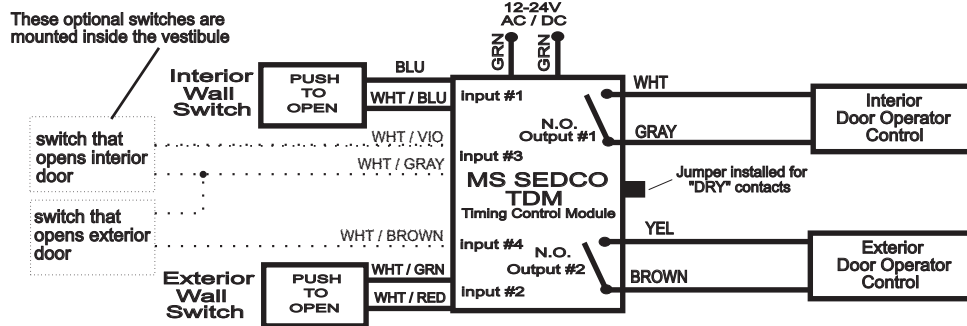 These optional switches are
mounted inside the vestibule
12-24V
AC / DC
GRN
GRN
Interior
Wall
Switch
PUSH
TO
OPEN
BLU
WHT / BLU
input #1
N.O.
Output #1
WHT
GRAY
Interior
Door Operator
Control
switch that
opens interior
door
WHT / VIO
WHT / GRAY
input #3
MS SEDCO
TDM
Timing Control Module
Jumper installed for
"DRY" contacts
switch that
opens exterior
door
WHT / BROWN
input #4
N.O.
Output #2
YEL
BROWN
Exterior
Door Operator
Control
Exterior
Wall
Switch
PUSH
TO
OPEN
WHT / GRN
WHT / RED
input #2